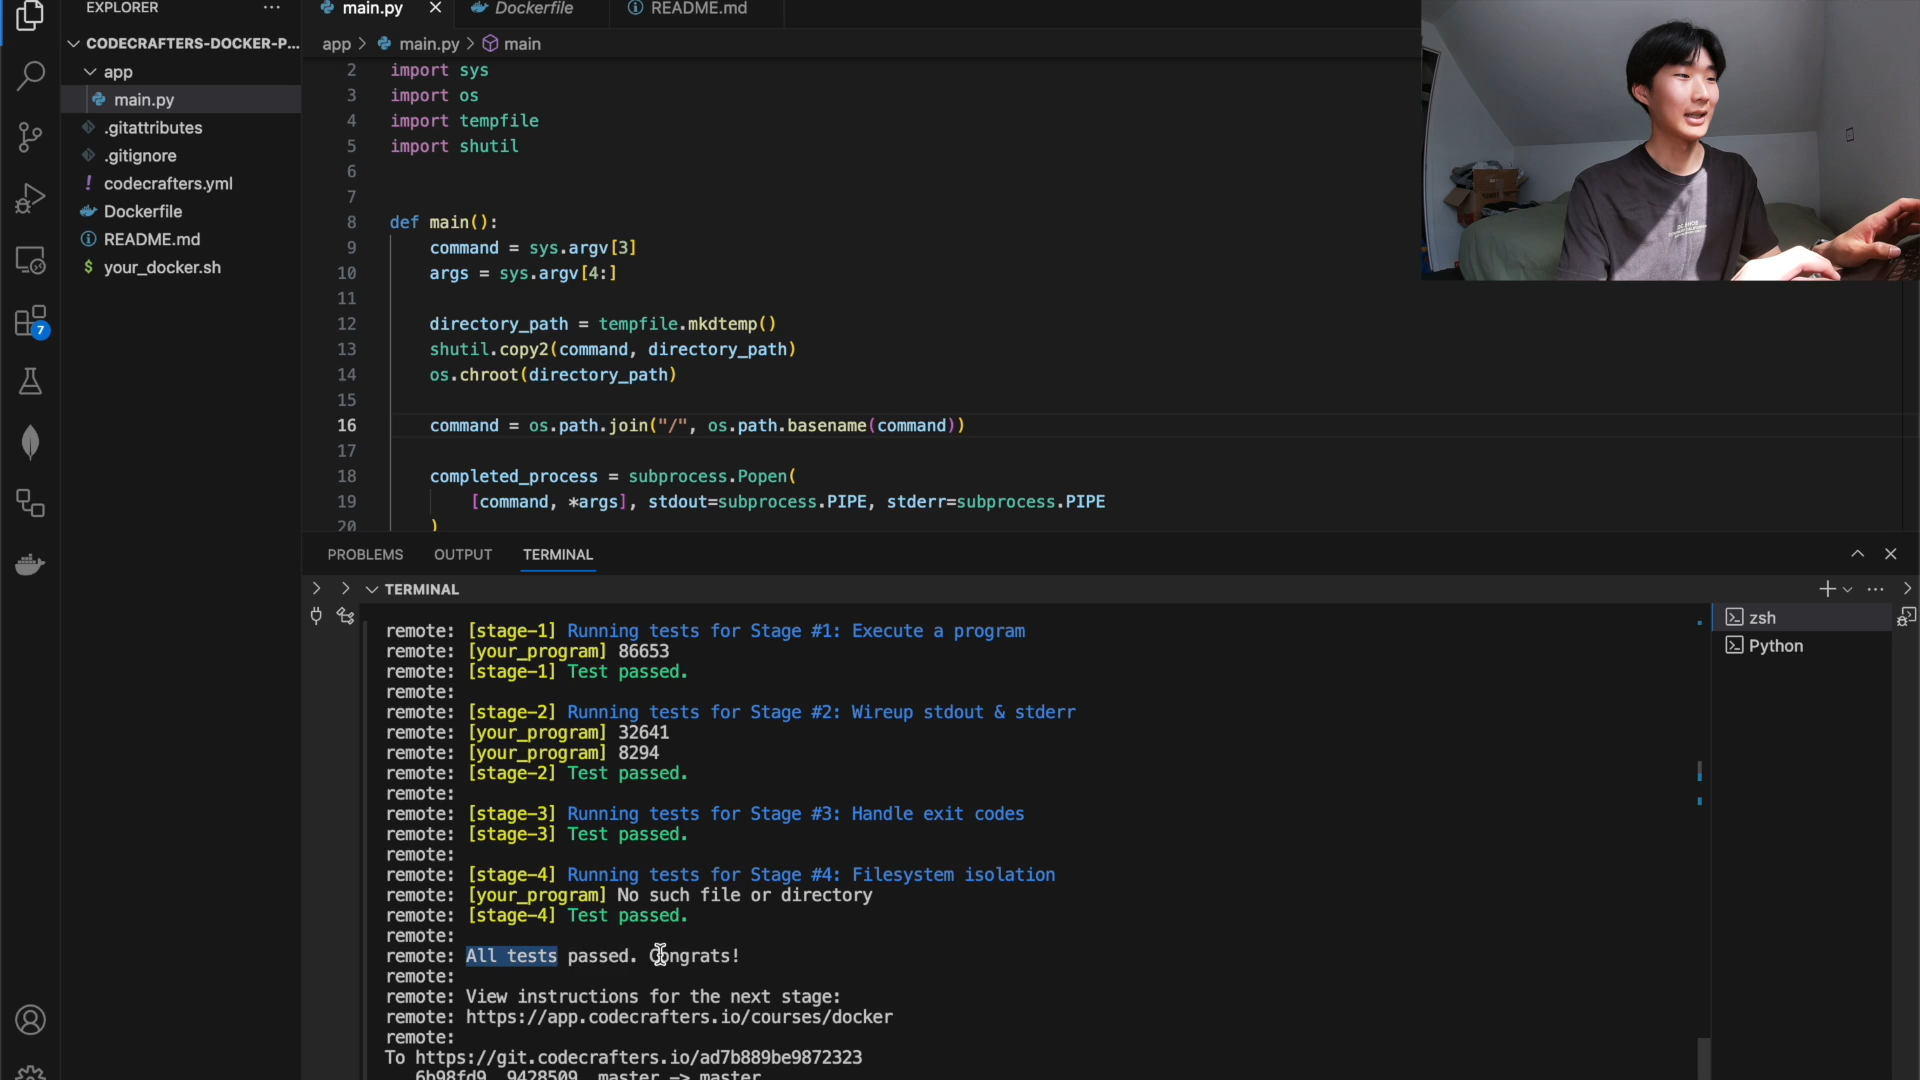 EXPLORER
CODECRAFTERS-DOCKER-P...
app
main.py
.gitattributes
.gitignore
! codecrafters.yml
Dockerfile
README.md
$ your_docker.sh
7
main.py
Dockerfile
README.md
app > main.py > main
2 import sys
3 import os
4 import tempfile
5 import shutil
6
7
8 def main():
9 command = sys.argv[3]
10 args = sys.argv[4:]
11
12 directory_path = tempfile.mkdtemp()
13 shutil.copy2(command, directory_path)
14 os.chroot(directory_path)
15
16 command = os.path.join("/", os.path.basename(command))
17
18 completed_process = subprocess.Popen(
19 [command, *args], stdout=subprocess.PIPE, stderr=subprocess.PIPE
20 )
PROBLEMS OUTPUT TERMINAL
TERMINAL
zsh
Python
remote: [stage-1] Running tests for Stage #1: Execute a program
remote: [your_program] 86653
remote: [stage-1] Test passed.
remote:
remote: [stage-2] Running tests for Stage #2: Wireup stdout & stderr
remote: [your_program] 32641
remote: [your_program] 8294
remote: [stage-2] Test passed.
remote:
remote: [stage-3] Running tests for Stage #3: Handle exit codes
remote: [stage-3] Test passed.
remote:
remote: [stage-4] Running tests for Stage #4: Filesystem isolation
remote: [your_program] No such file or directory
remote: [stage-4] Test passed.
remote:
remote: All tests passed. Congrats!
remote:
remote: View instructions for the next stage:
remote: https://app.codecrafters.io/courses/docker
remote:
To https://git.codecrafters.io/ad7b889be9872323
6b98fd9..9428509 master -> master